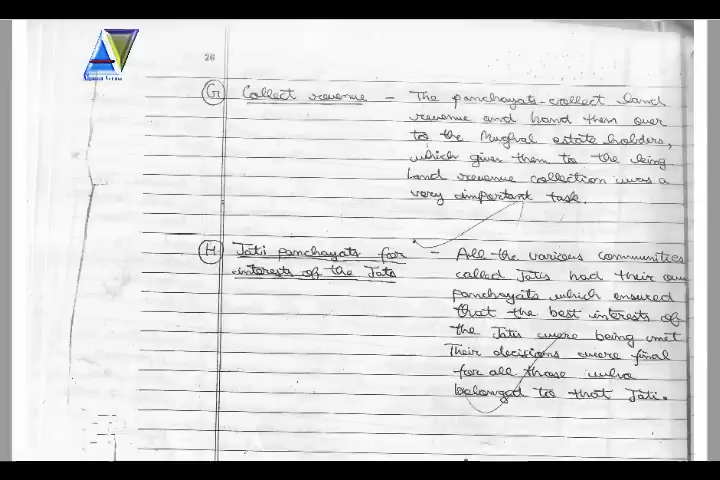 26
G Collect revenue - The panchayats collect land
revenue and hand them over
to the Mughal estate holders,
which given them to the king
Land revenue collection was a
very important task.
H Jati panchayats for - All the various communities
interests of the Jats called Jatis had their own
panchayats which ensured
that the best interests of
the Jatis were being met
Their decisions were final
for all those who
belonged to that Jati.